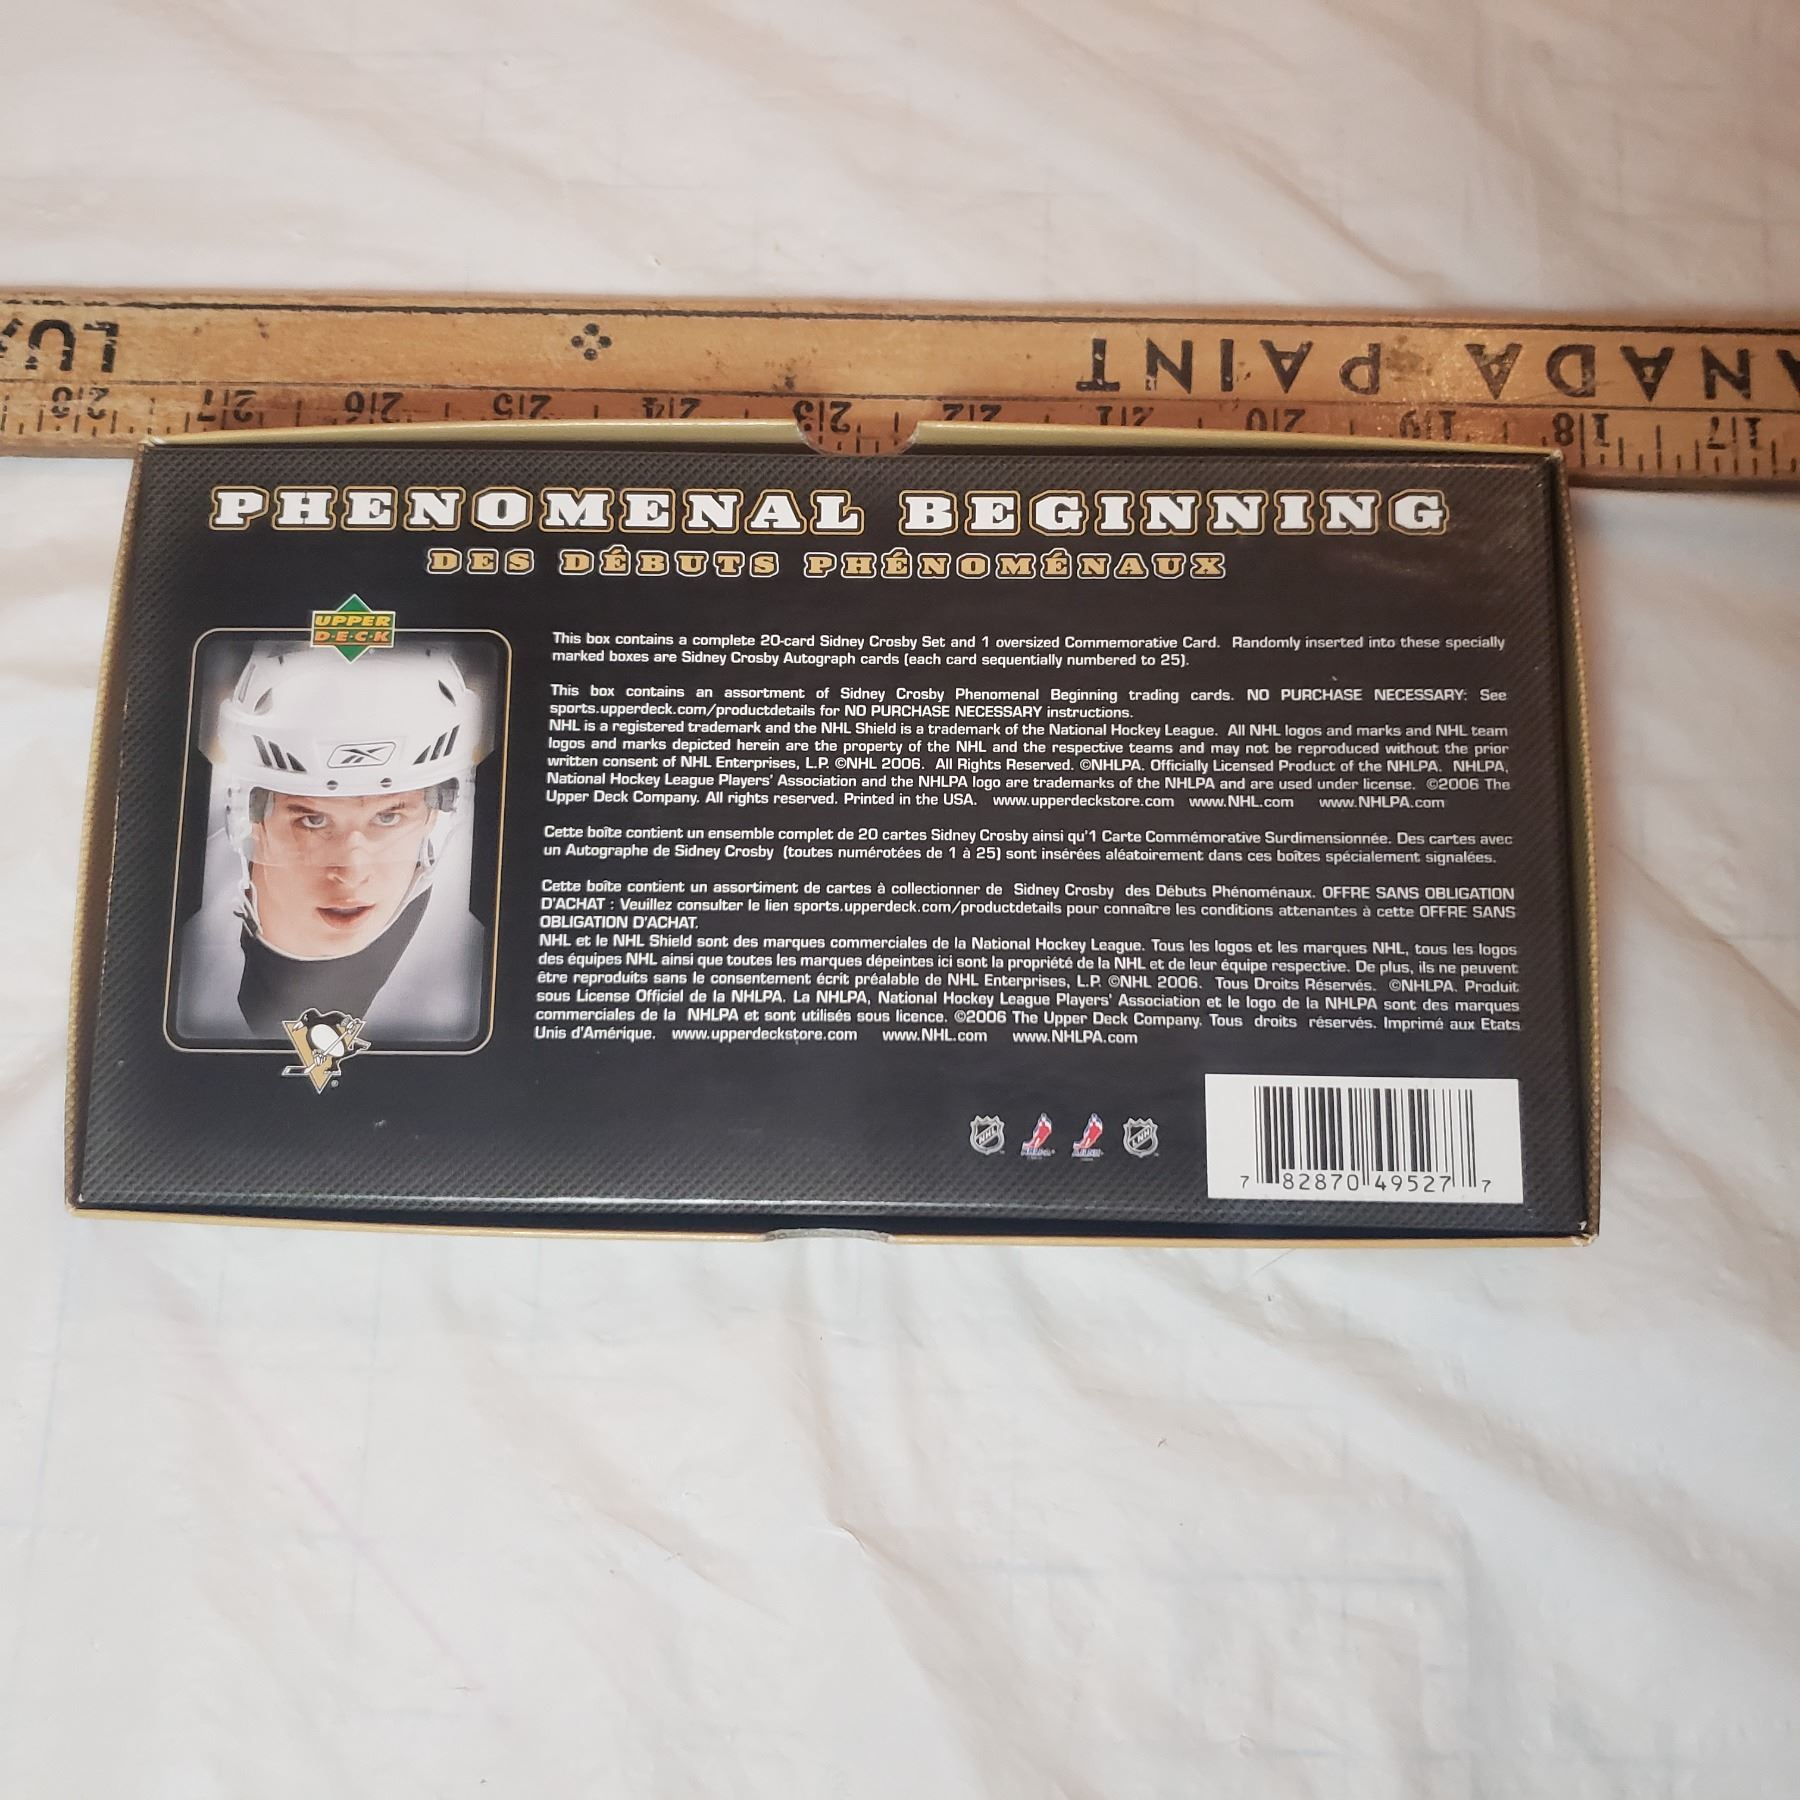 CANADA PAINT
LUX
28 27 26 25 24 23 22 21 20 19 18 17
PHENOMENAL BEGINNING
DES DÉBUTS PHÉNOMÉNAUX
UPPER
D·E·C·K
This box contains a complete 20-card Sidney Crosby Set and 1 oversized Commemorative Card. Randomly inserted into these specially
marked boxes are Sidney Crosby Autograph cards (each card sequentially numbered to 25).
This box contains an assortment of Sidney Crosby Phenomenal Beginning trading cards. NO PURCHASE NECESSARY: See
sports.upperdeck.com/productdetails for NO PURCHASE NECESSARY instructions.
NHL is a registered trademark and the NHL Shield is a trademark of the National Hockey League. All NHL logos and marks and NHL team
logos and marks depicted herein are the property of the NHL and the respective teams and may not be reproduced without the prior
written consent of NHL Enterprises, L.P. ©NHL 2006. All Rights Reserved. ©NHLPA. Officially Licensed Product of the NHLPA. NHLPA,
National Hockey League Players' Association and the NHLPA logo are trademarks of the NHLPA and are used under license. ©2006 The
Upper Deck Company. All rights reserved. Printed in the USA. www.upperdeckstore.com www.NHL.com www.NHLPA.com
Cette boîte contient un ensemble complet de 20 cartes Sidney Crosby ainsi qu'1 Carte Commémorative Surdimensionnée. Des cartes avec
un Autographe de Sidney Crosby (toutes numérotées de 1 à 25) sont insérées aléatoirement dans ces boîtes spécialement signalées.
Cette boîte contient un assortiment de cartes à collectionner de Sidney Crosby des Débuts Phénoménaux. OFFRE SANS OBLIGATION
D'ACHAT : Veuillez consulter le lien sports.upperdeck.com/productdetails pour connaître les conditions attenantes à cette OFFRE SANS
OBLIGATION D'ACHAT.
NHL et le NHL Shield sont des marques commerciales de la National Hockey League. Tous les logos et les marques NHL, tous les logos
des équipes NHL ainsi que toutes les marques dépeintes ici sont la propriété de la NHL et de leur équipe respective. De plus, ils ne peuvent
être reproduits sans le consentement écrit préalable de NHL Enterprises, L.P. ©NHL 2006. Tous Droits Réservés. ©NHLPA. Produit
sous License Officiel de la NHLPA. La NHLPA, National Hockey League Players' Association et le logo de la NHLPA sont des marques
commerciales de la NHLPA et sont utilisés sous licence. ©2006 The Upper Deck Company. Tous droits réservés. Imprimé aux Etats
Unis d'Amérique. www.upperdeckstore.com www.NHL.com www.NHLPA.com
NHL NHLPA LNH
7 82870 49527 7